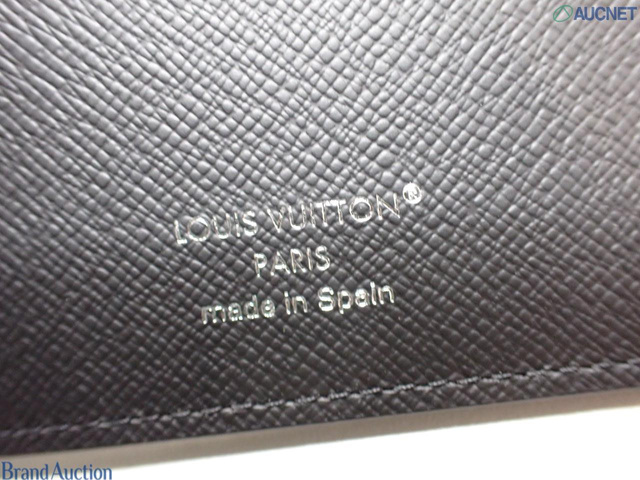 AUCNET
LOUIS VUITTON®
PARIS
made in Spain
Brand Auction